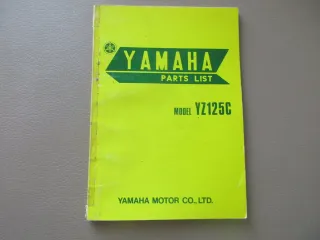 YAMAHA
PARTS LIST
MODEL YZ125C
YAMAHA MOTOR CO., LTD.